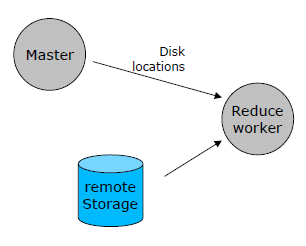 Master
Disk
locations
Reduce
worker
remote
Storage